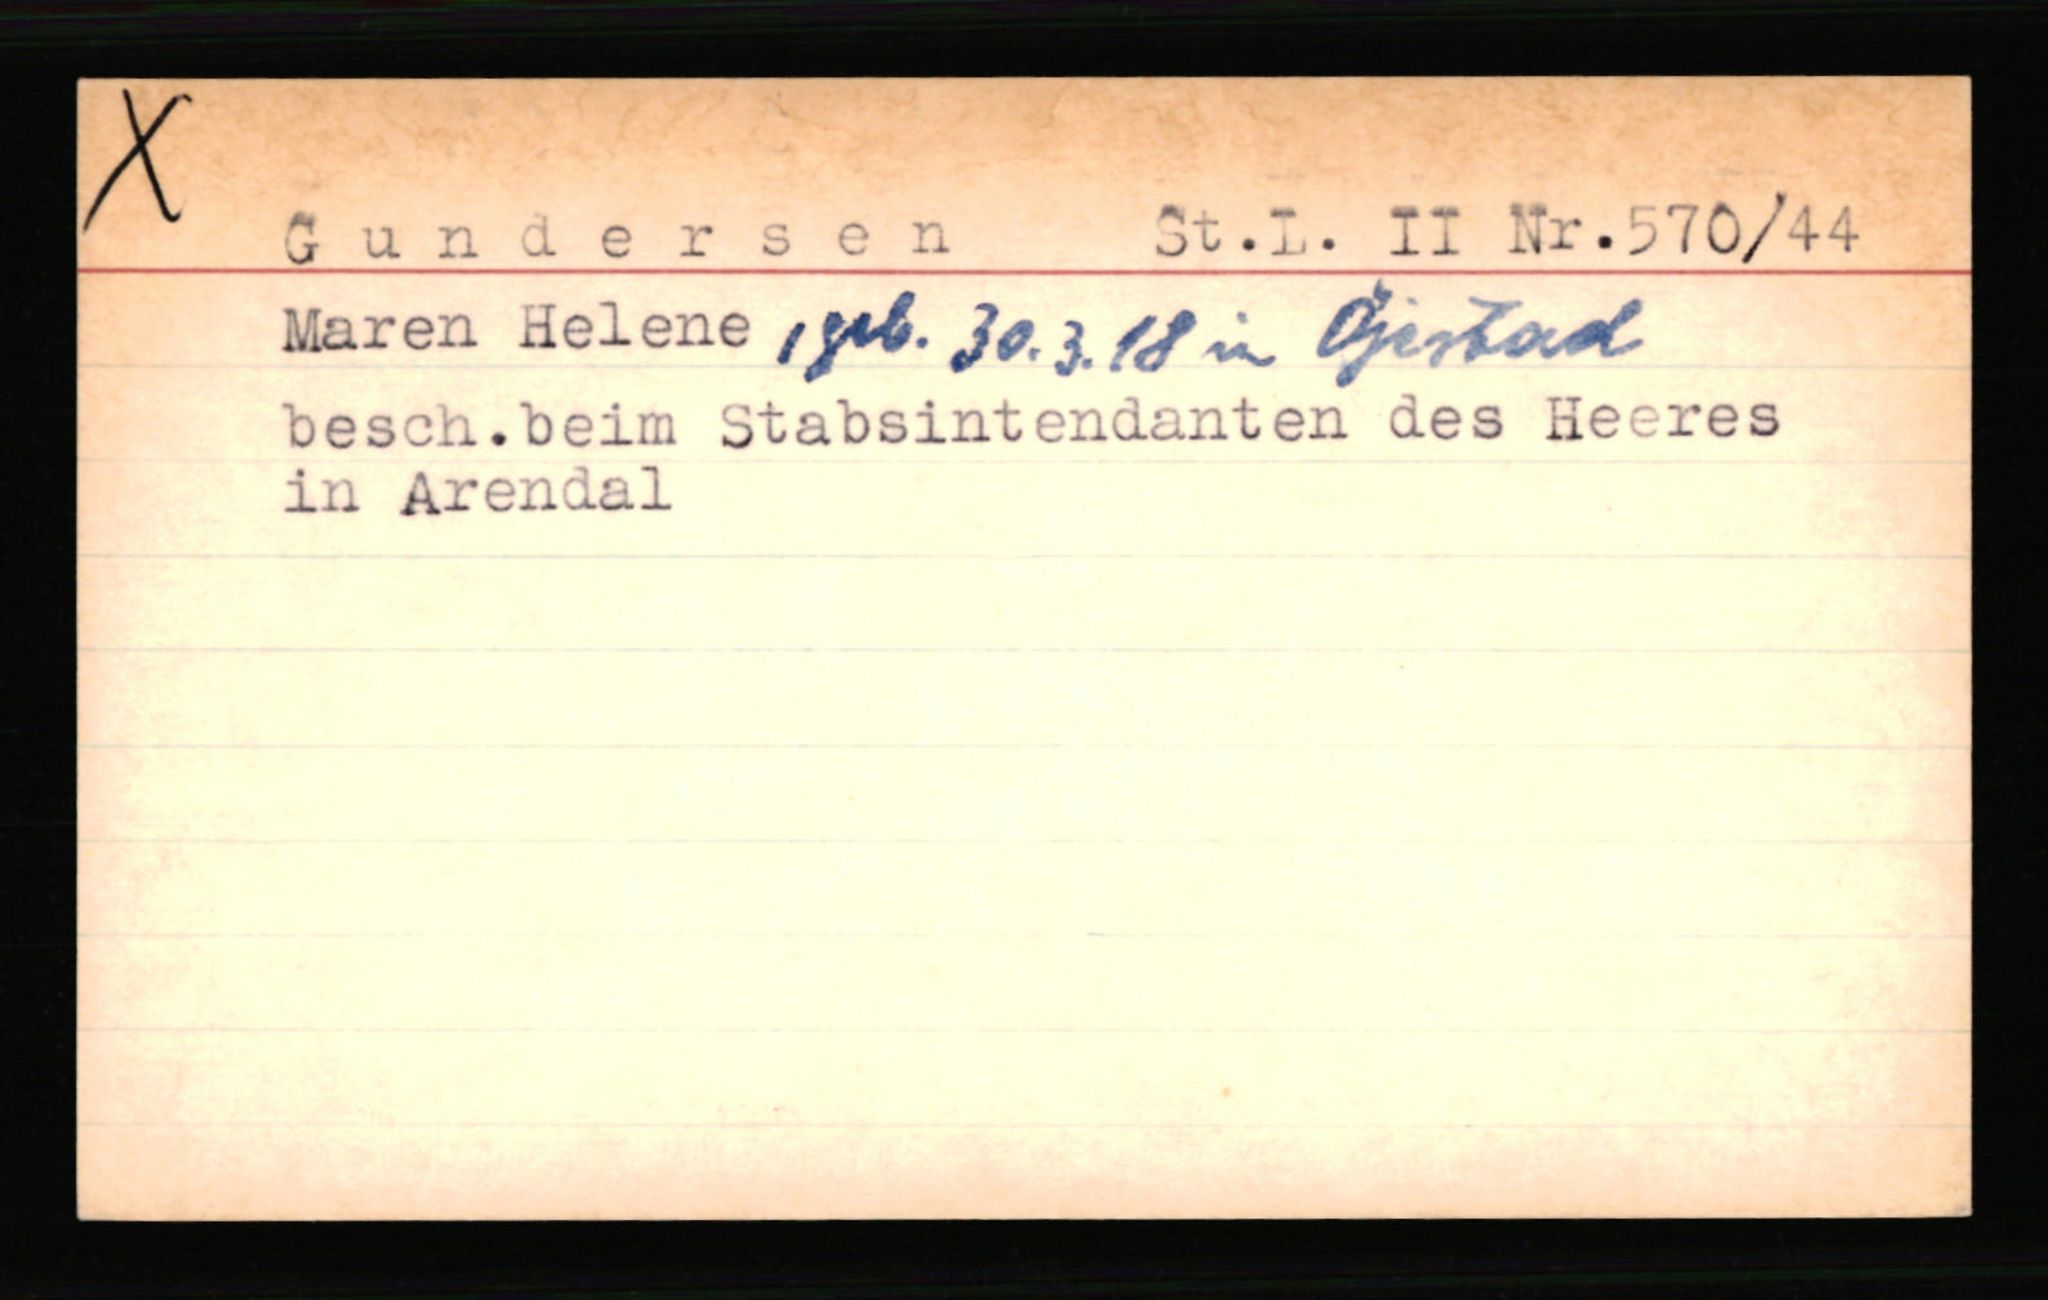 X
Gundersen St.L. II Nr.570/44
Maren Helene, geb. 30.3.18 in Öjestad
besch.beim Stabsintendanten des Heeres
in Arendal